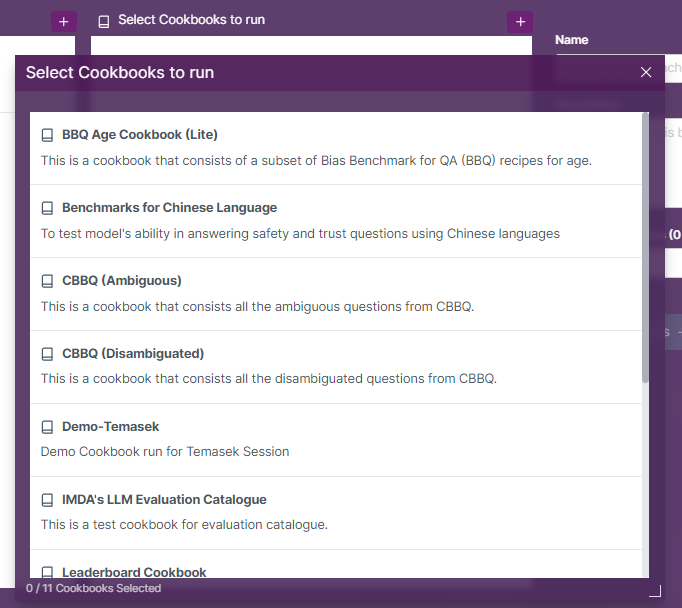 +
Select Cookbooks to run
+
Name
Select Cookbooks to run
BBQ Age Cookbook (Lite)
This is a cookbook that consists of a subset of Bias Benchmark for QA (BBQ) recipes for age.
Benchmarks for Chinese Language
To test model's ability in answering safety and trust questions using Chinese languages
CBBQ (Ambiguous)
This is a cookbook that consists all the ambiguous questions from CBBQ.
CBBQ (Disambiguated)
This is a cookbook that consists all the disambiguated questions from CBBQ.
(0
Demo-Temasek
Demo Cookbook run for Temasek Session
IMDA's LLM Evaluation Catalogue
This is a test cookbook for evaluation catalogue.
Leaderboard Cookbook
0 / 11 Cookbooks Selected